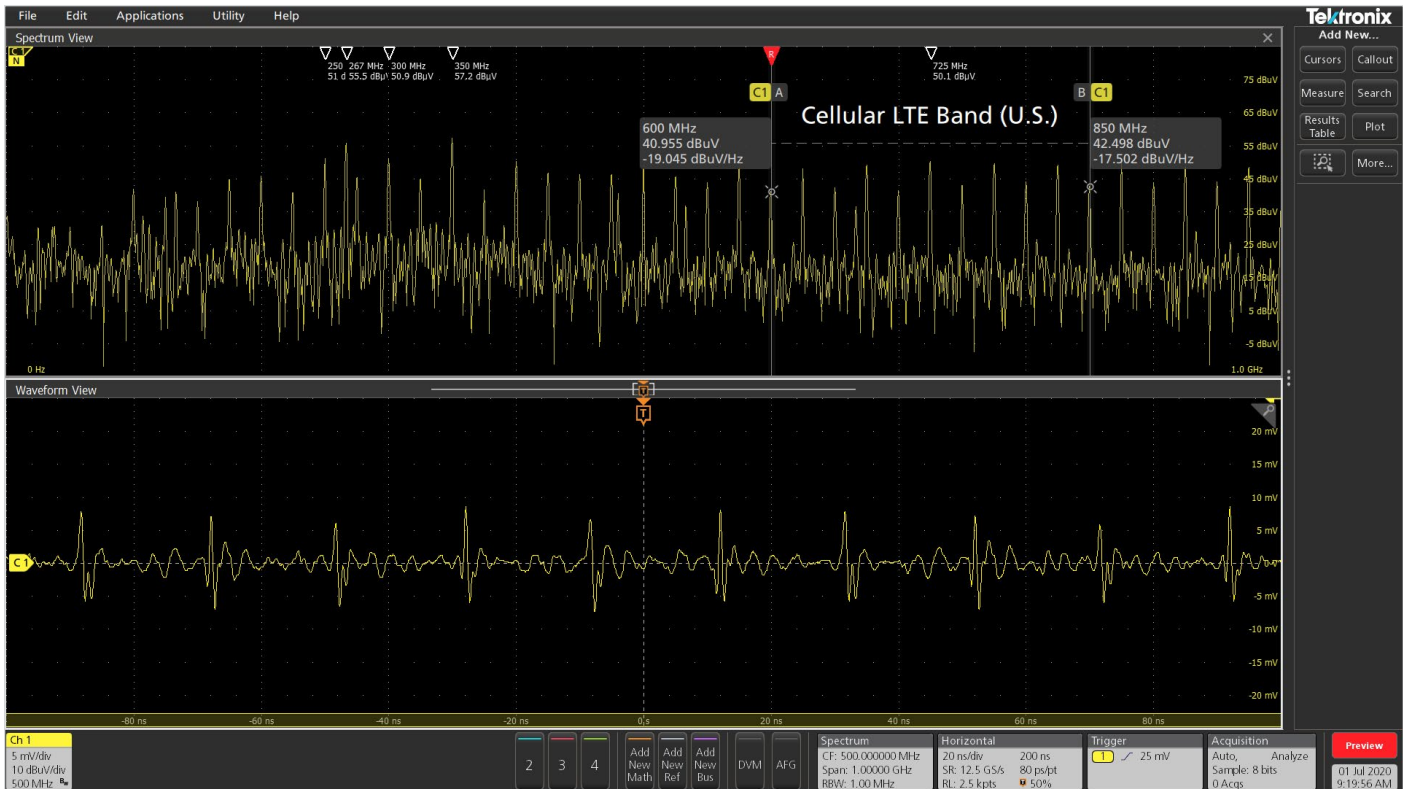 File Edit Applications Utility Help
Tektronix
Spectrum View
Add New...
C1
N
250 267 MHz 300 MHz 350 MHz 725 MHz
51 d 55.5 dBµV 50.9 dBµV 57.2 dBµV 50.1 dBµV
R
Cursors Callout
75 dBuV
C1 A B C1
Measure Search
Cellular LTE Band (U.S.)
65 dBuV
600 MHz
40.955 dBuV
-19.045 dBuV/Hz
850 MHz
42.498 dBuV
-17.502 dBuV/Hz
Results Table
Plot
55 dBuV
More...
45 dBuV
35 dBuV
25 dBuV
15 dBuV
5 dBuV
-5 dBuV
0 Hz 1.0 GHz
Waveform View
T
T
20 mV
15 mV
10 mV
5 mV
C 1
0 V
-5 mV
-10 mV
-15 mV
-20 mV
-80 ns -60 ns -40 ns -20 ns 0 s 20 ns 40 ns 60 ns 80 ns
Ch 1
5 mV/div
10 dBuV/div
500 MHz
2 3 4
Add New Math
Add New Ref
Add New Bus
DVM AFG
Spectrum
CF: 500.000000 MHz
Span: 1.00000 GHz
RBW: 1.00 MHz
Horizontal
20 ns/div 200 ns
SR: 12.5 GS/s 80 ps/pt
RL: 2.5 kpts 50%
Trigger
1 25 mV
Acquisition
Auto, Analyze
Sample: 8 bits
0 Acqs
Preview
01 Jul 2020
9:19:56 AM